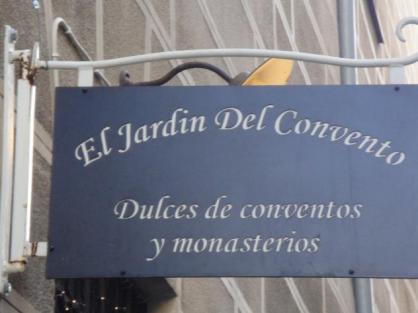 El Jardin Del Convento
Dulces de conventos
y monasterios